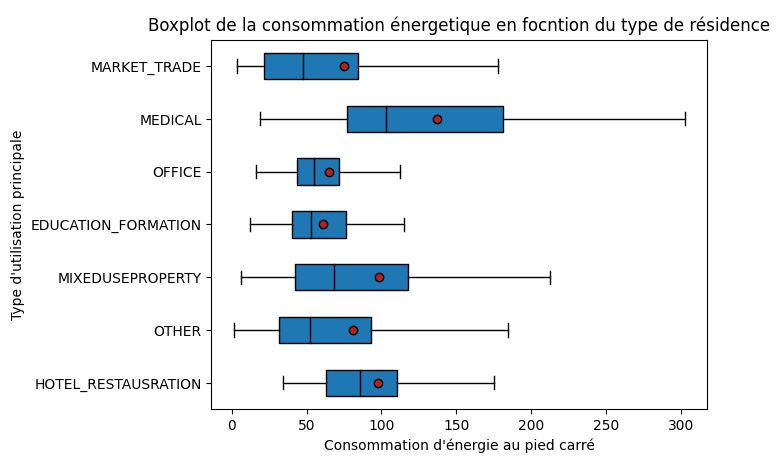 Boxplot de la consommation énergetique en focntion du type de résidence
MARKET_TRADE
MEDICAL
OFFICE
EDUCATION_FORMATION
MIXEDUSEPROPERTY
OTHER
HOTEL_RESTAUSRATION
Type d'utilisation principale
0 50 100 150 200 250 300
Consommation d'énergie au pied carré